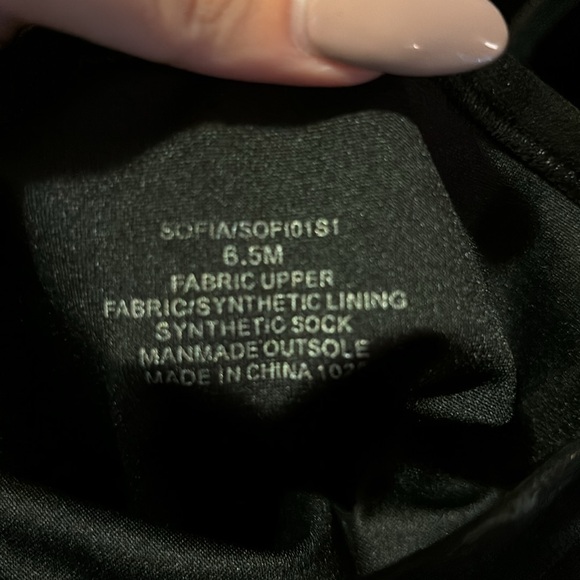 SOFIA/SOFI01S1
6.5M
FABRIC UPPER
FABRIC/SYNTHETIC LINING
SYNTHETIC SOCK
MANMADE OUTSOLE
MADE IN CHINA